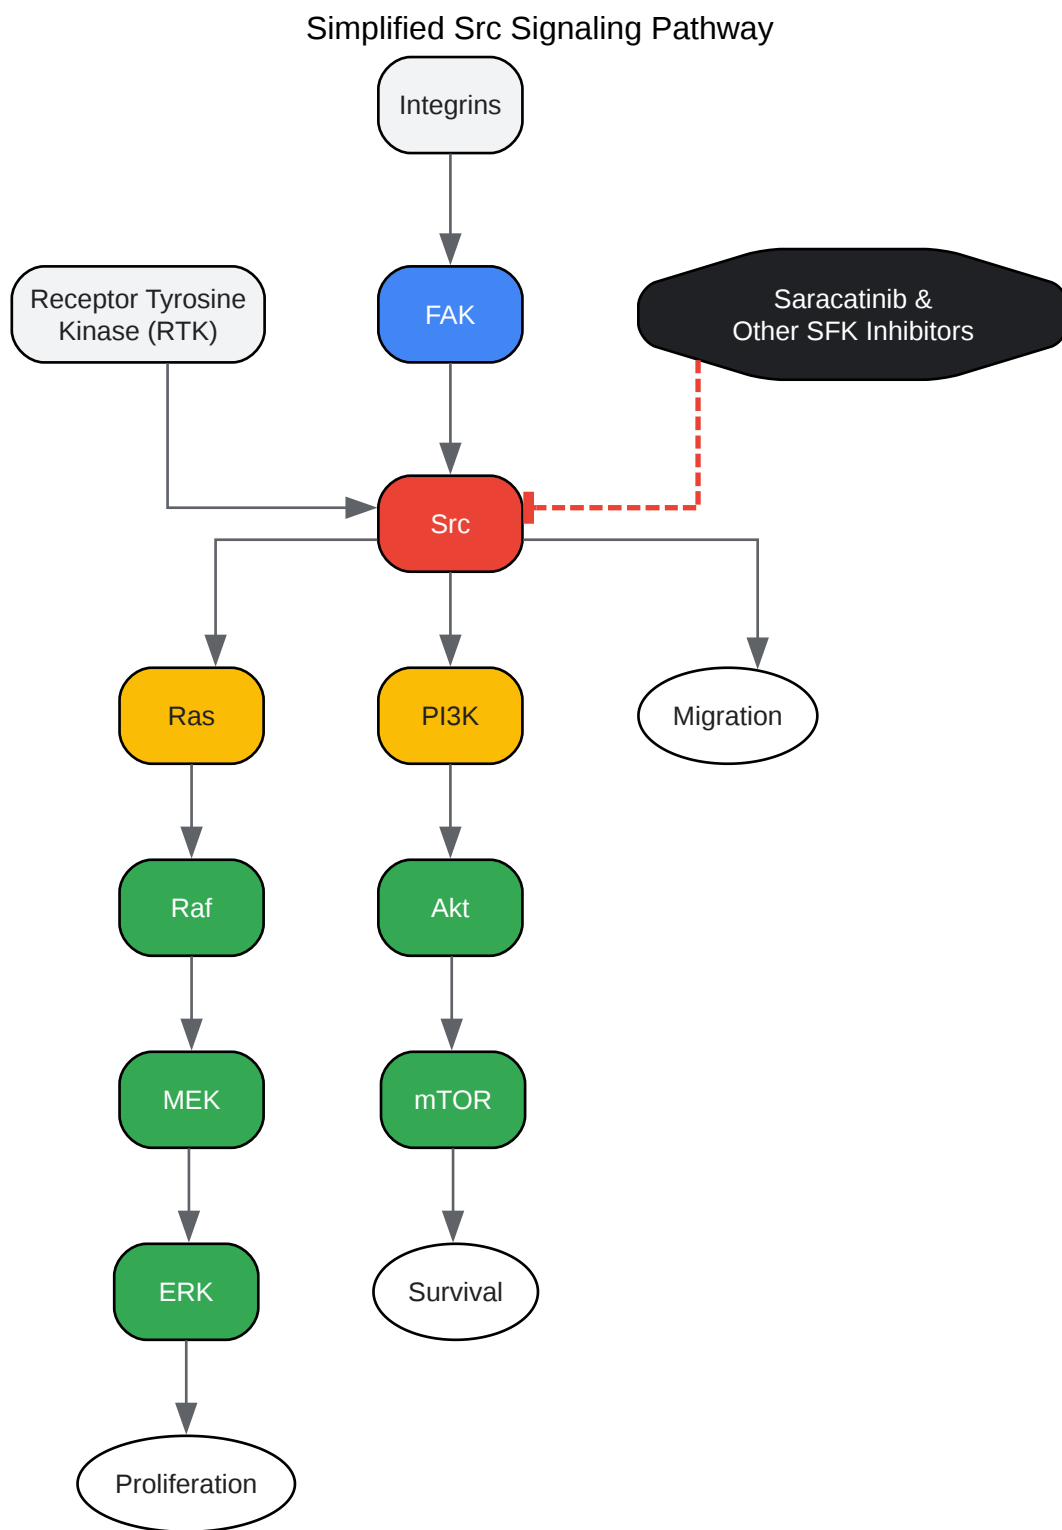 Simplified Src Signaling Pathway
Integrins
Receptor Tyrosine
Kinase (RTK)
FAK
Saracatinib &
Other SFK Inhibitors
Src
Ras
PI3K
Migration
Raf
Akt
MEK
mTOR
ERK
Survival
Proliferation